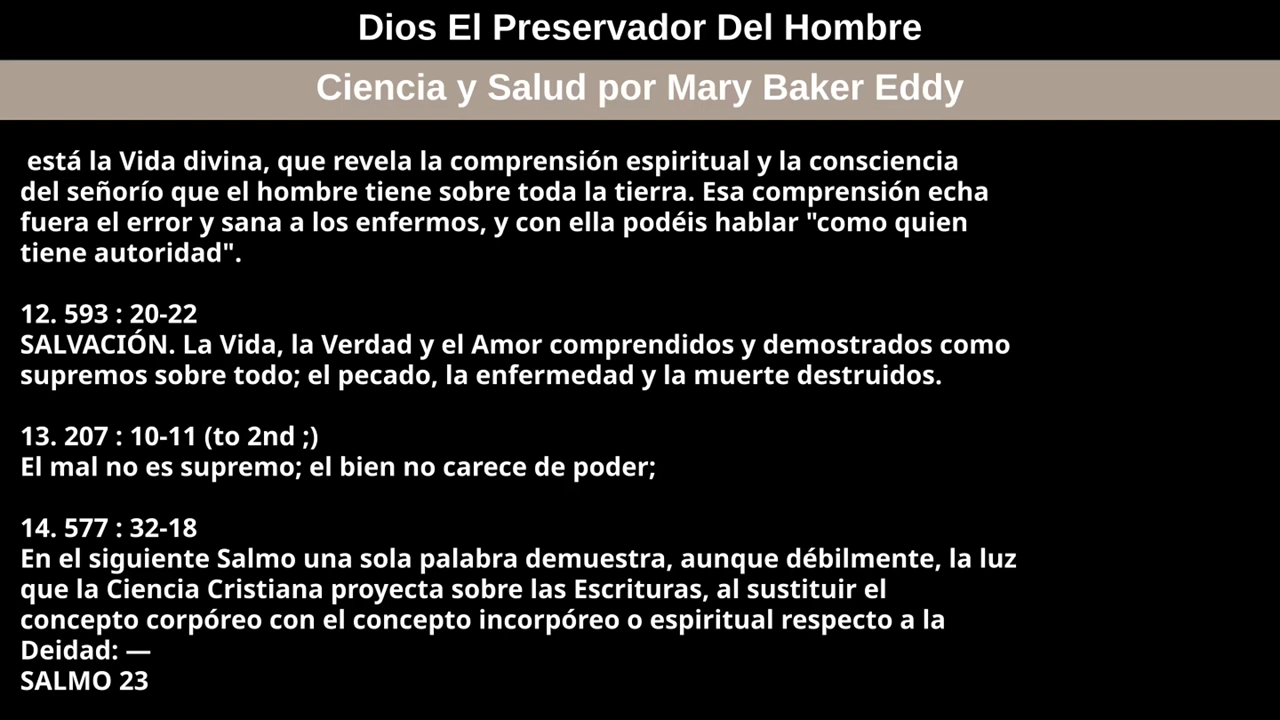 Dios El Preservador Del Hombre
Ciencia y Salud por Mary Baker Eddy
está la Vida divina, que revela la comprensión espiritual y la consciencia
del señorío que el hombre tiene sobre toda la tierra. Esa comprensión echa
fuera el error y sana a los enfermos, y con ella podéis hablar "como quien
tiene autoridad".
12. 593 : 20-22
SALVACIÓN. La Vida, la Verdad y el Amor comprendidos y demostrados como
supremos sobre todo; el pecado, la enfermedad y la muerte destruidos.
13. 207 : 10-11 (to 2nd ;)
El mal no es supremo; el bien no carece de poder;
14. 577 : 32-18
En el siguiente Salmo una sola palabra demuestra, aunque débilmente, la luz
que la Ciencia Cristiana proyecta sobre las Escrituras, al sustituir el
concepto corpóreo con el concepto incorpóreo o espiritual respecto a la
Deidad: —
SALMO 23